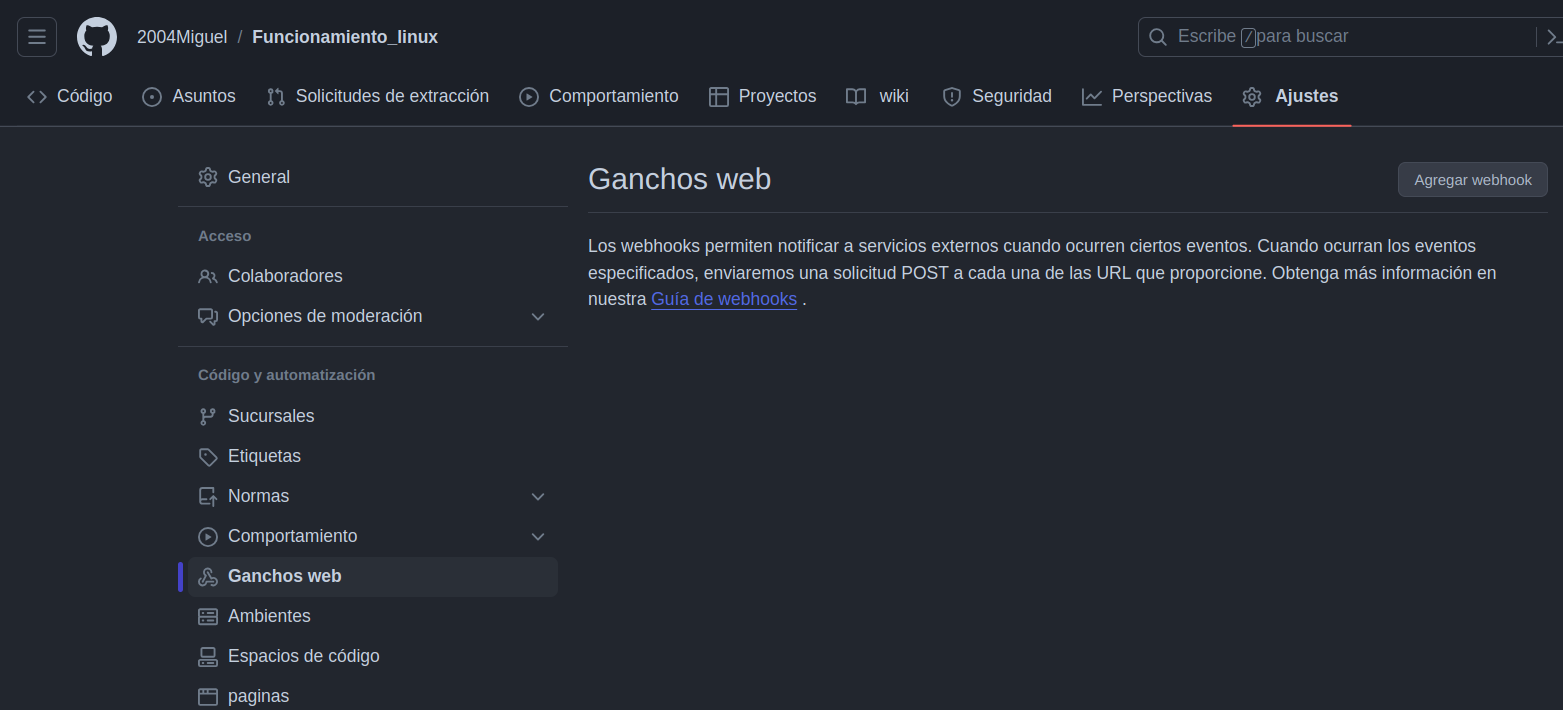 2004Miguel / Funcionamiento_linux
Escribe / para buscar
Código Asuntos Solicitudes de extracción Comportamiento Proyectos wiki Seguridad Perspectivas Ajustes
General
Acceso
Colaboradores
Opciones de moderación
Código y automatización
Sucursales
Etiquetas
Normas
Comportamiento
Ganchos web
Ambientes
Espacios de código
paginas
Ganchos web
Agregar webhook
Los webhooks permiten notificar a servicios externos cuando ocurren ciertos eventos. Cuando ocurran los eventos
especificados, enviaremos una solicitud POST a cada una de las URL que proporcione. Obtenga más información en
nuestra Guía de webhooks .